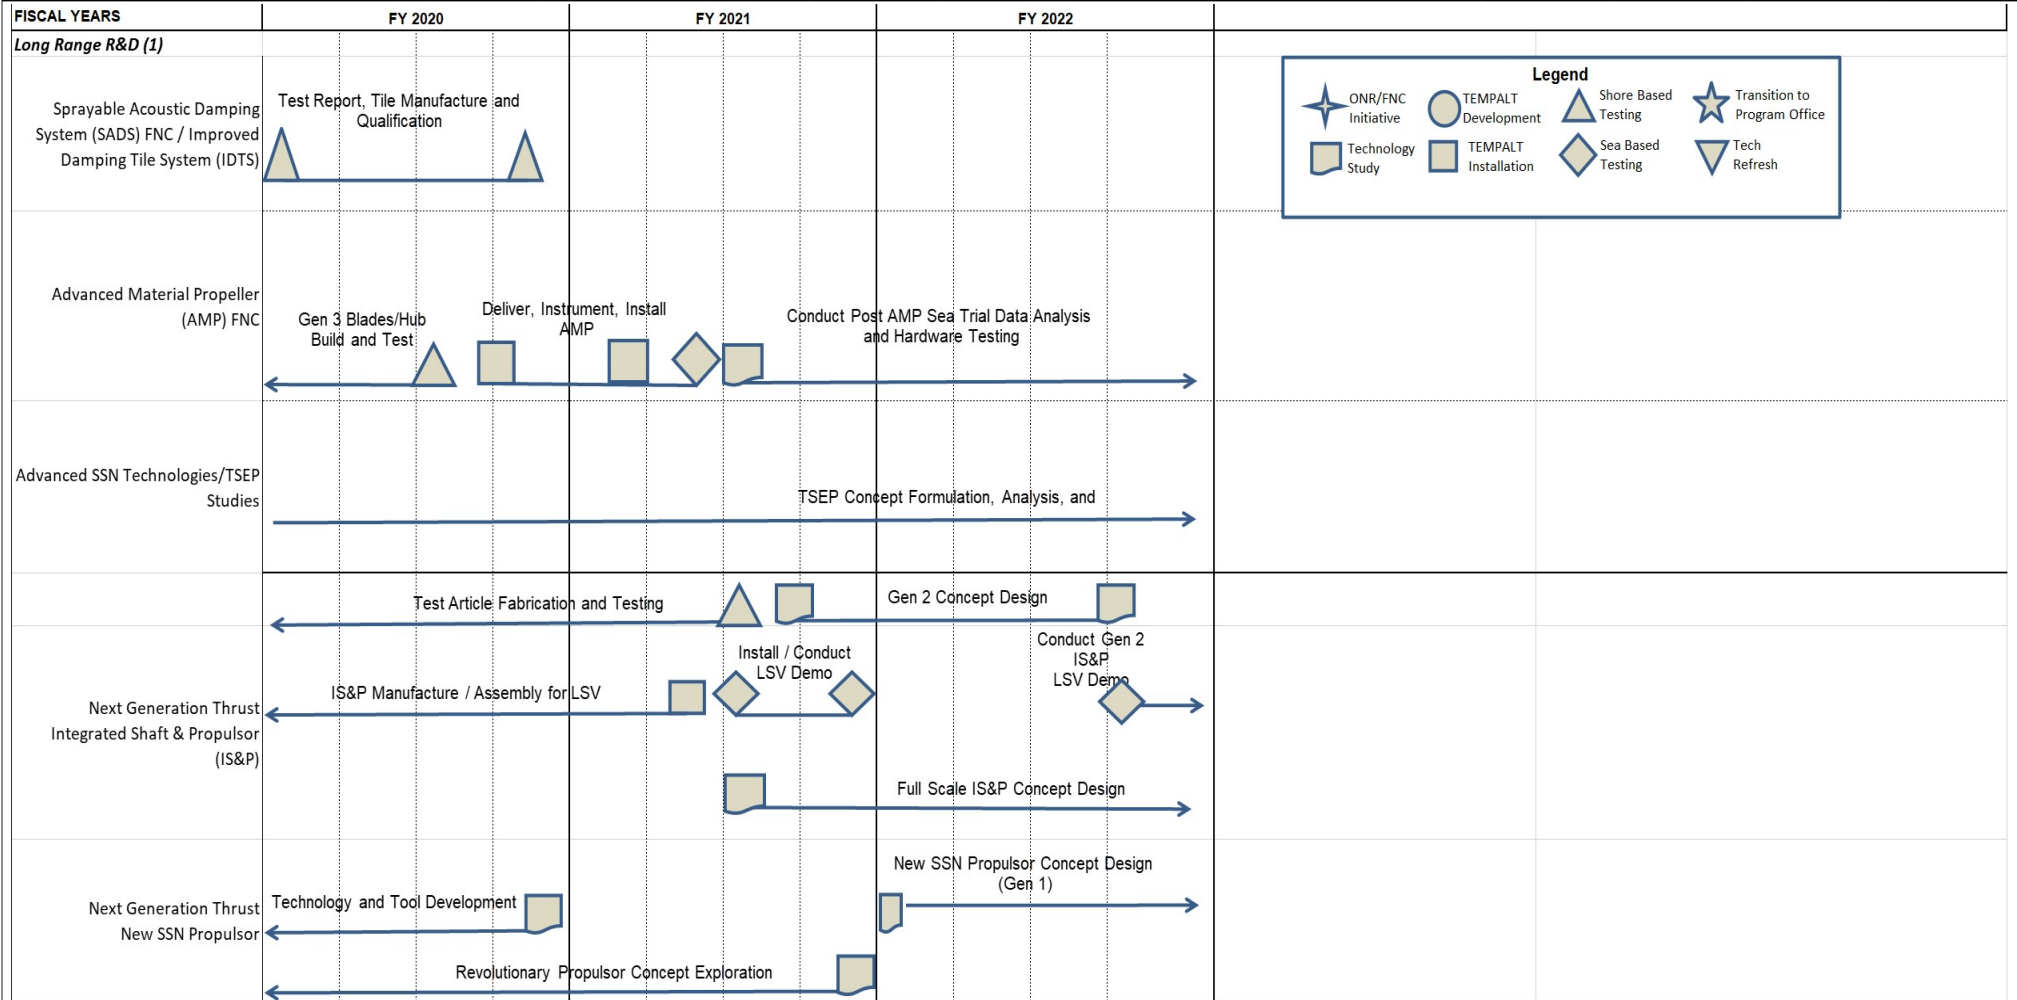 FISCAL YEARS
FY 2020
FY 2021
FY 2022
Long Range R&D (1)
Legend
ONR/FNC
Initiative
TEMPALT
Development
Shore Based
Testing
Transition to
Program Office
Technology
Study
TEMPALT
Installation
Sea Based
Testing
Tech
Refresh
Sprayable Acoustic Damping
System (SADS) FNC / Improved
Damping Tile System (IDTS)
Test Report, Tile Manufacture and
Qualification
Advanced Material Propeller
(AMP) FNC
Gen 3 Blades/Hub
Build and Test
Deliver, Instrument, Install
AMP
Conduct Post AMP Sea Trial Data Analysis
and Hardware Testing
Advanced SSN Technologies/TSEP
Studies
TSEP Concept Formulation, Analysis, and
Next Generation Thrust
Integrated Shaft & Propulsor
(IS&P)
Test Article Fabrication and Testing
Gen 2 Concept Design
IS&P Manufacture / Assembly for LSV
Install / Conduct
LSV Demo
Conduct Gen 2
IS&P
LSV Demo
Full Scale IS&P Concept Design
Next Generation Thrust
New SSN Propulsor
Technology and Tool Development
New SSN Propulsor Concept Design
(Gen 1)
Revolutionary Propulsor Concept Exploration